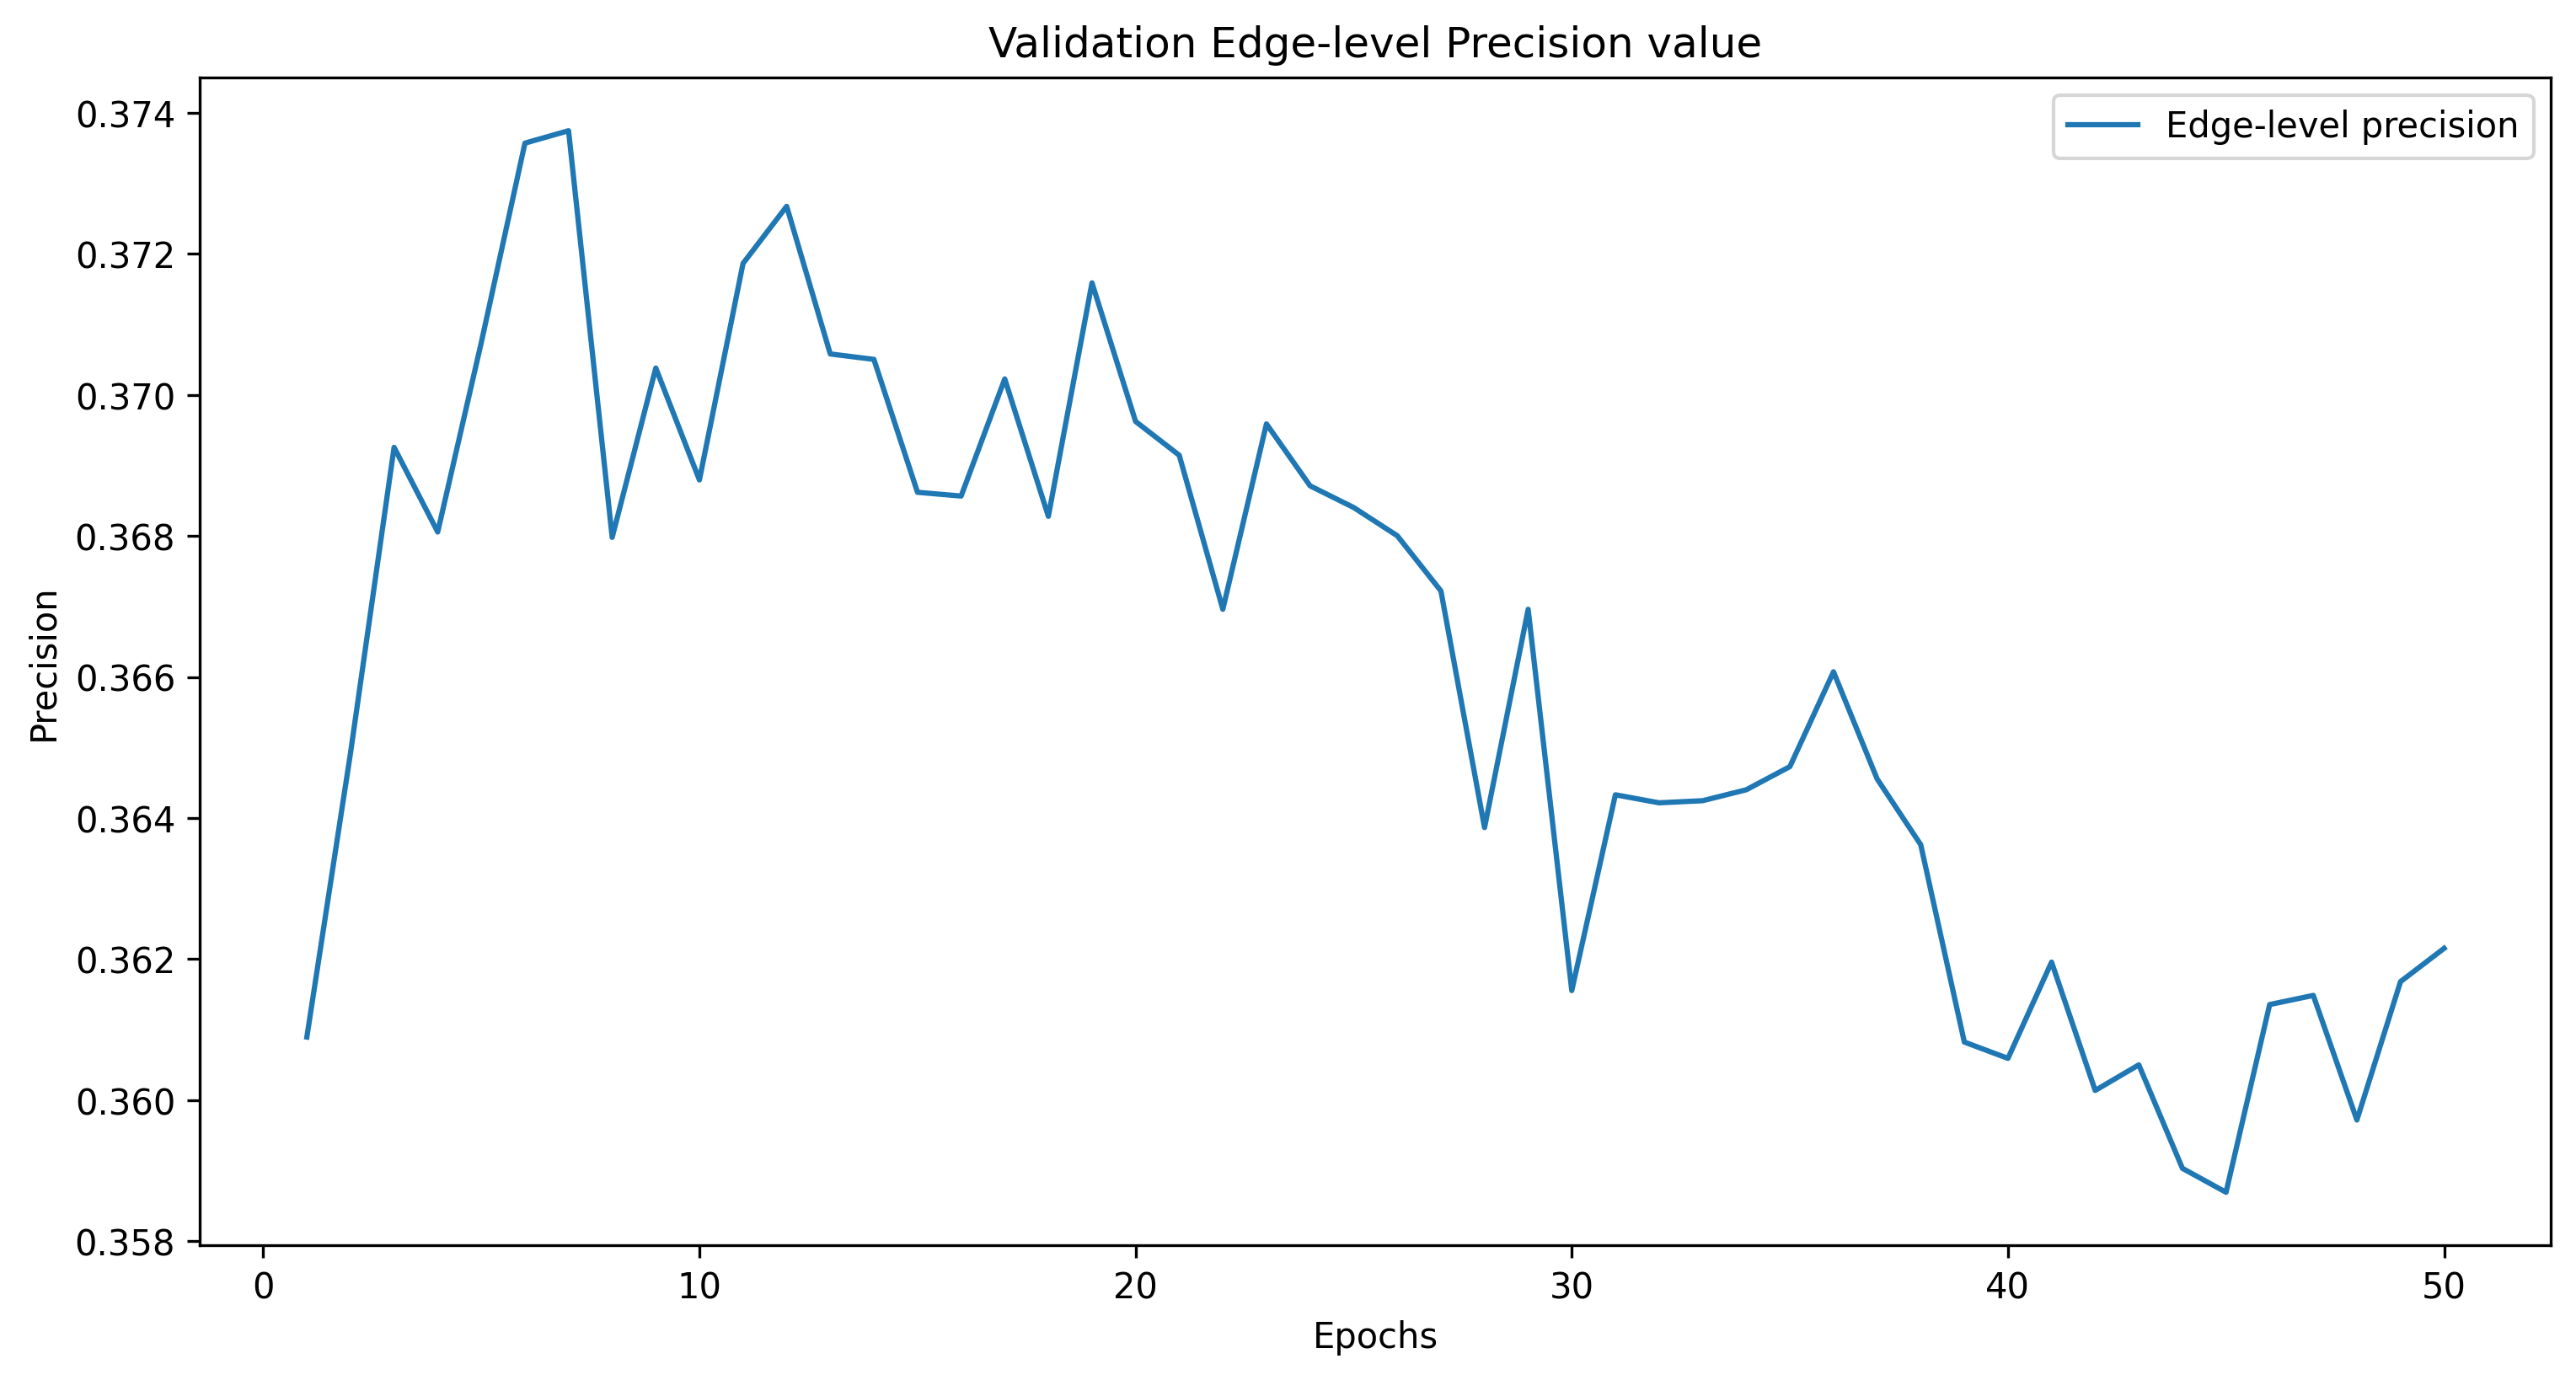 Validation Edge-level Precision value
Edge-level precision
0.374
0.372
0.370
0.368
0.366
0.364
0.362
0.360
0.358
Precision
0 10 20 30 40 50
Epochs